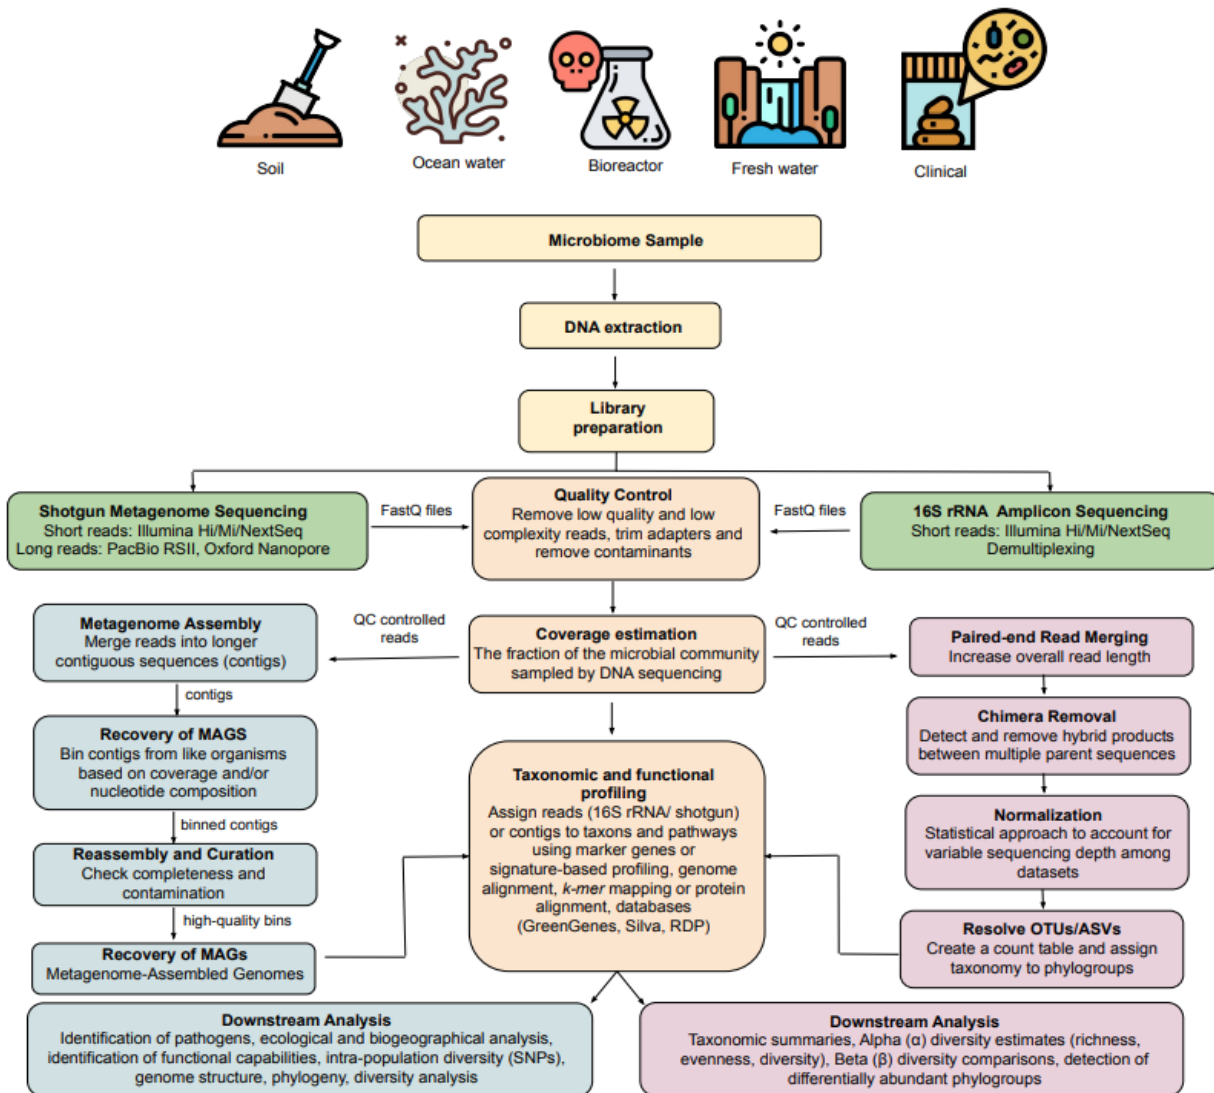 Soil
Ocean water
Bioreactor
Fresh water
Clinical
Microbiome Sample
DNA extraction
Library
preparation
Shotgun Metagenome Sequencing
Short reads: Illumina Hi/Mi/NextSeq
Long reads: PacBio RSII, Oxford Nanopore
FastQ files
Quality Control
Remove low quality and low
complexity reads, trim adapters and
remove contaminants
FastQ files
16S rRNA Amplicon Sequencing
Short reads: Illumina Hi/Mi/NextSeq
Demultiplexing
Metagenome Assembly
Merge reads into longer
contiguous sequences (contigs)
QC controlled
reads
Coverage estimation
The fraction of the microbial community
sampled by DNA sequencing
QC controlled
reads
Paired-end Read Merging
Increase overall read length
contigs
Recovery of MAGS
Bin contigs from like organisms
based on coverage and/or
nucleotide composition
binned contigs
Reassembly and Curation
Check completeness and
contamination
high-quality bins
Recovery of MAGs
Metagenome-Assembled Genomes
Taxonomic and functional
profiling
Assign reads (16S rRNA/ shotgun)
or contigs to taxons and pathways
using marker genes or
signature-based profiling, genome
alignment, k-mer mapping or protein
alignment, databases
(GreenGenes, Silva, RDP)
Chimera Removal
Detect and remove hybrid products
between multiple parent sequences
Normalization
Statistical approach to account for
variable sequencing depth among
datasets
Resolve OTUs/ASVs
Create a count table and assign
taxonomy to phylogroups
Downstream Analysis
Identification of pathogens, ecological and biogeographical analysis,
identification of functional capabilities, intra-population diversity (SNPs),
genome structure, phylogeny, diversity analysis
Downstream Analysis
Taxonomic summaries, Alpha (α) diversity estimates (richness,
evenness, diversity), Beta (β) diversity comparisons, detection of
differentially abundant phylogroups